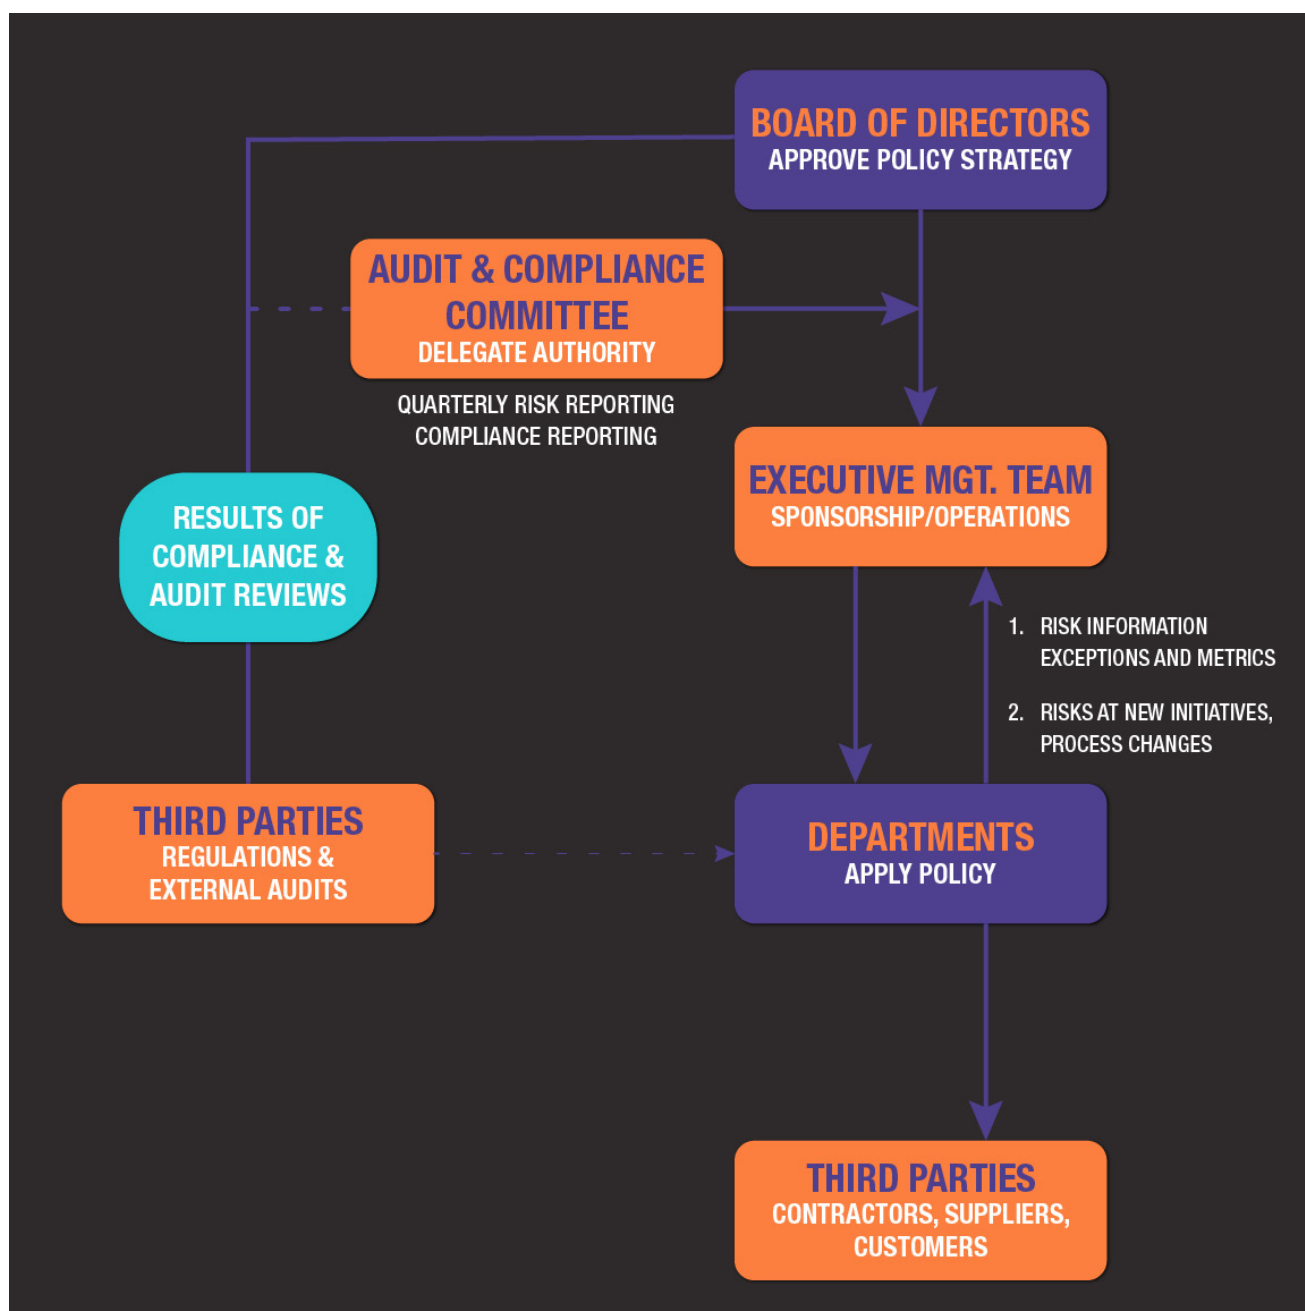 BOARD OF DIRECTORS
APPROVE POLICY STRATEGY
AUDIT & COMPLIANCE
COMMITTEE
DELEGATE AUTHORITY
QUARTERLY RISK REPORTING
COMPLIANCE REPORTING
EXECUTIVE MGT. TEAM
SPONSORSHIP/OPERATIONS
RESULTS OF
COMPLIANCE &
AUDIT REVIEWS
1. RISK INFORMATION
EXCEPTIONS AND METRICS
2. RISKS AT NEW INITIATIVES,
PROCESS CHANGES
THIRD PARTIES
REGULATIONS &
EXTERNAL AUDITS
DEPARTMENTS
APPLY POLICY
THIRD PARTIES
CONTRACTORS, SUPPLIERS,
CUSTOMERS